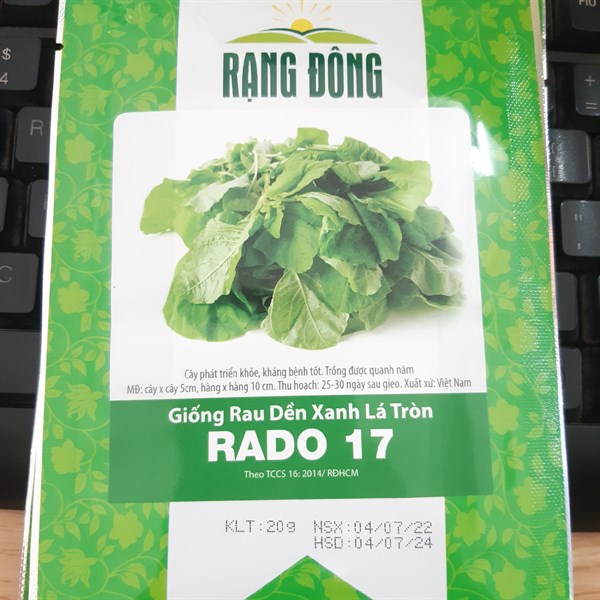 RẠNG ĐÔNG
Cây phát triển khỏe, kháng bệnh tốt. Trồng được quanh năm
MĐ: cây x cây 5cm, hàng x hàng 10 cm. Thu hoạch: 25-30 ngày sau gieo. Xuất xứ: Việt Nam
Giống Rau Dền Xanh Lá Tròn
RADO 17
Theo TCCS 16: 2014/ RĐHCM
KLT:20g NSX:04/07/22
HSD:04/07/24
$
4
R
C
+
=
"
'